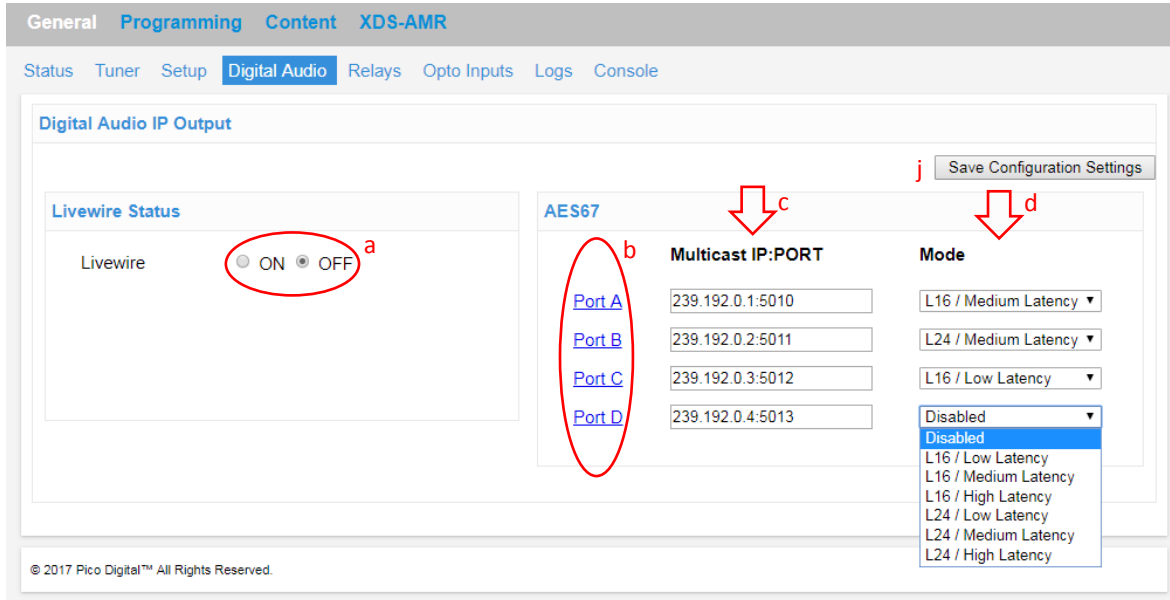 General Programming Content XDS-AMR
Status Tuner Setup Digital Audio Relays Opto Inputs Logs Console
Digital Audio IP Output
j Save Configuration Settings
Livewire Status
Livewire ON OFF a
AES67
b c d
Multicast IP:PORT Mode
Port A 239.192.0.1:5010 L16 / Medium Latency
Port B 239.192.0.2:5011 L24 / Medium Latency
Port C 239.192.0.3:5012 L16 / Low Latency
Port D 239.192.0.4:5013 Disabled
Disabled
L16 / Low Latency
L16 / Medium Latency
L16 / High Latency
L24 / Low Latency
L24 / Medium Latency
L24 / High Latency
© 2017 Pico Digital™ All Rights Reserved.